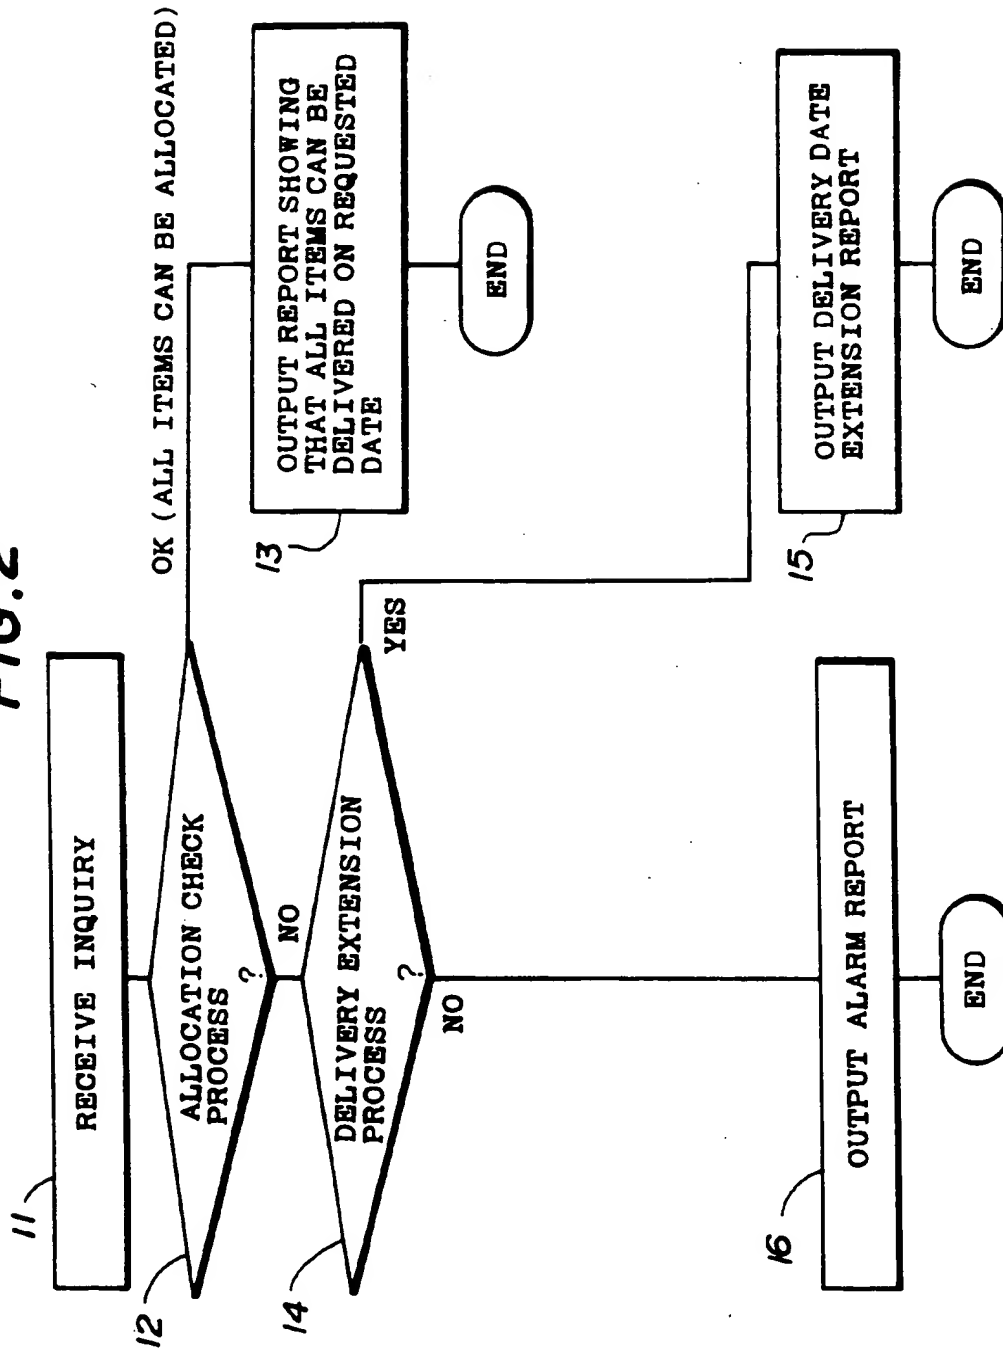 FIG.2
11
RECEIVE INQUIRY
12
ALLOCATION CHECK
PROCESS
?
OK (ALL ITEMS CAN BE ALLOCATED)
NO
13
OUTPUT REPORT SHOWING
THAT ALL ITEMS CAN BE
DELIVERED ON REQUESTED
DATE
END
14
DELIVERY EXTENSION
PROCESS
?
YES
NO
15
OUTPUT DELIVERY DATE
EXTENSION REPORT
END
16
OUTPUT ALARM REPORT
END